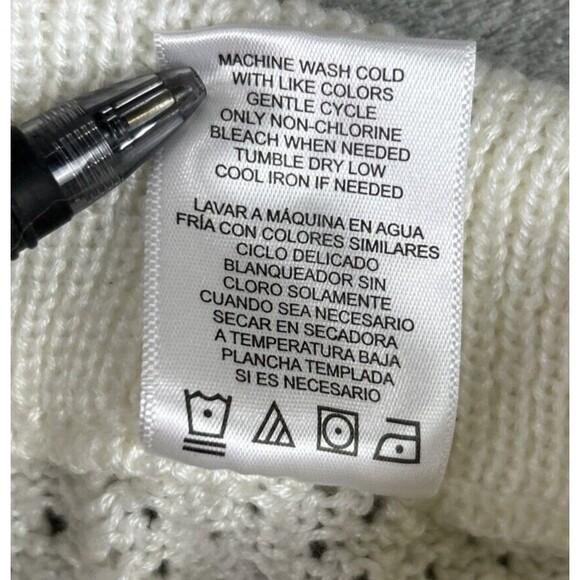 MACHINE WASH COLD
WITH LIKE COLORS
GENTLE CYCLE
ONLY NON-CHLORINE
BLEACH WHEN NEEDED
TUMBLE DRY LOW
COOL IRON IF NEEDED
LAVAR A MÁQUINA EN AGUA
FRÍA CON COLORES SIMILARES
CICLO DELICADO
BLANQUEADOR SIN
CLORO SOLAMENTE
CUANDO SEA NECESARIO
SECAR EN SECADORA
A TEMPERATURA BAJA
PLANCHA TEMPLADA
SI ES NECESARIO